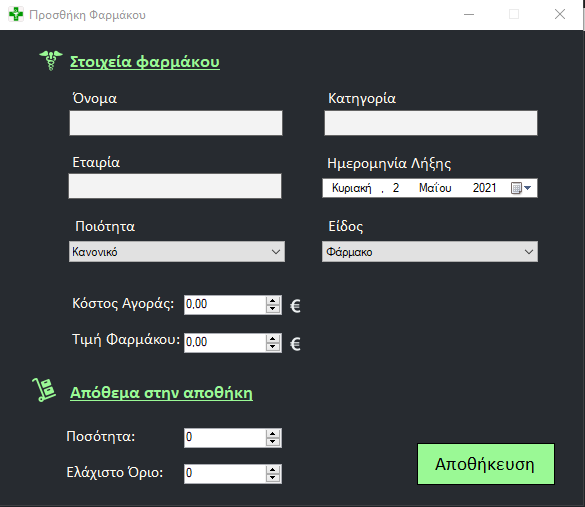 Προσθήκη Φαρμάκου
Στοιχεία φαρμάκου
Όνομα Κατηγορία
Εταιρία Ημερομηνία Λήξης
Κυριακή , 2 Μαΐου 2021
Ποιότητα Είδος
Κανονικό Φάρμακο
Κόστος Αγοράς: 0,00 €
Τιμή Φαρμάκου: 0,00 €
Απόθεμα στην αποθήκη
Ποσότητα: 0
Ελάχιστο Όριο: 0
Αποθήκευση